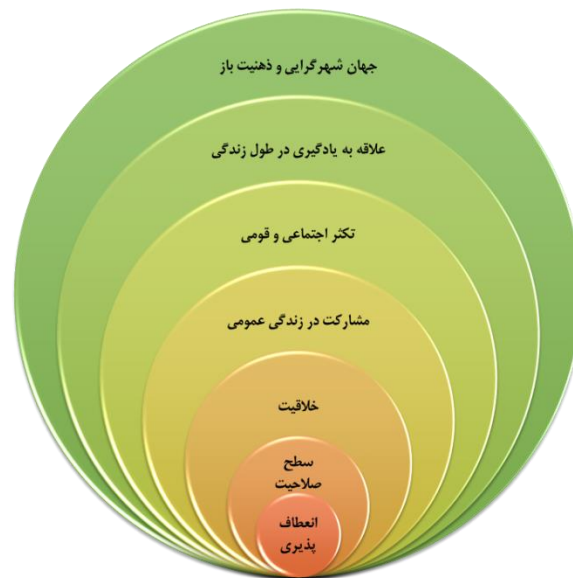 جهان شهرگرایی و ذهنیت باز
علاقه به یادگیری در طول زندگی
تکثر اجتماعی و قومی
مشارکت در زندگی عمومی
خلاقیت
سطح
صلاحیت
انعطاف
پذیری